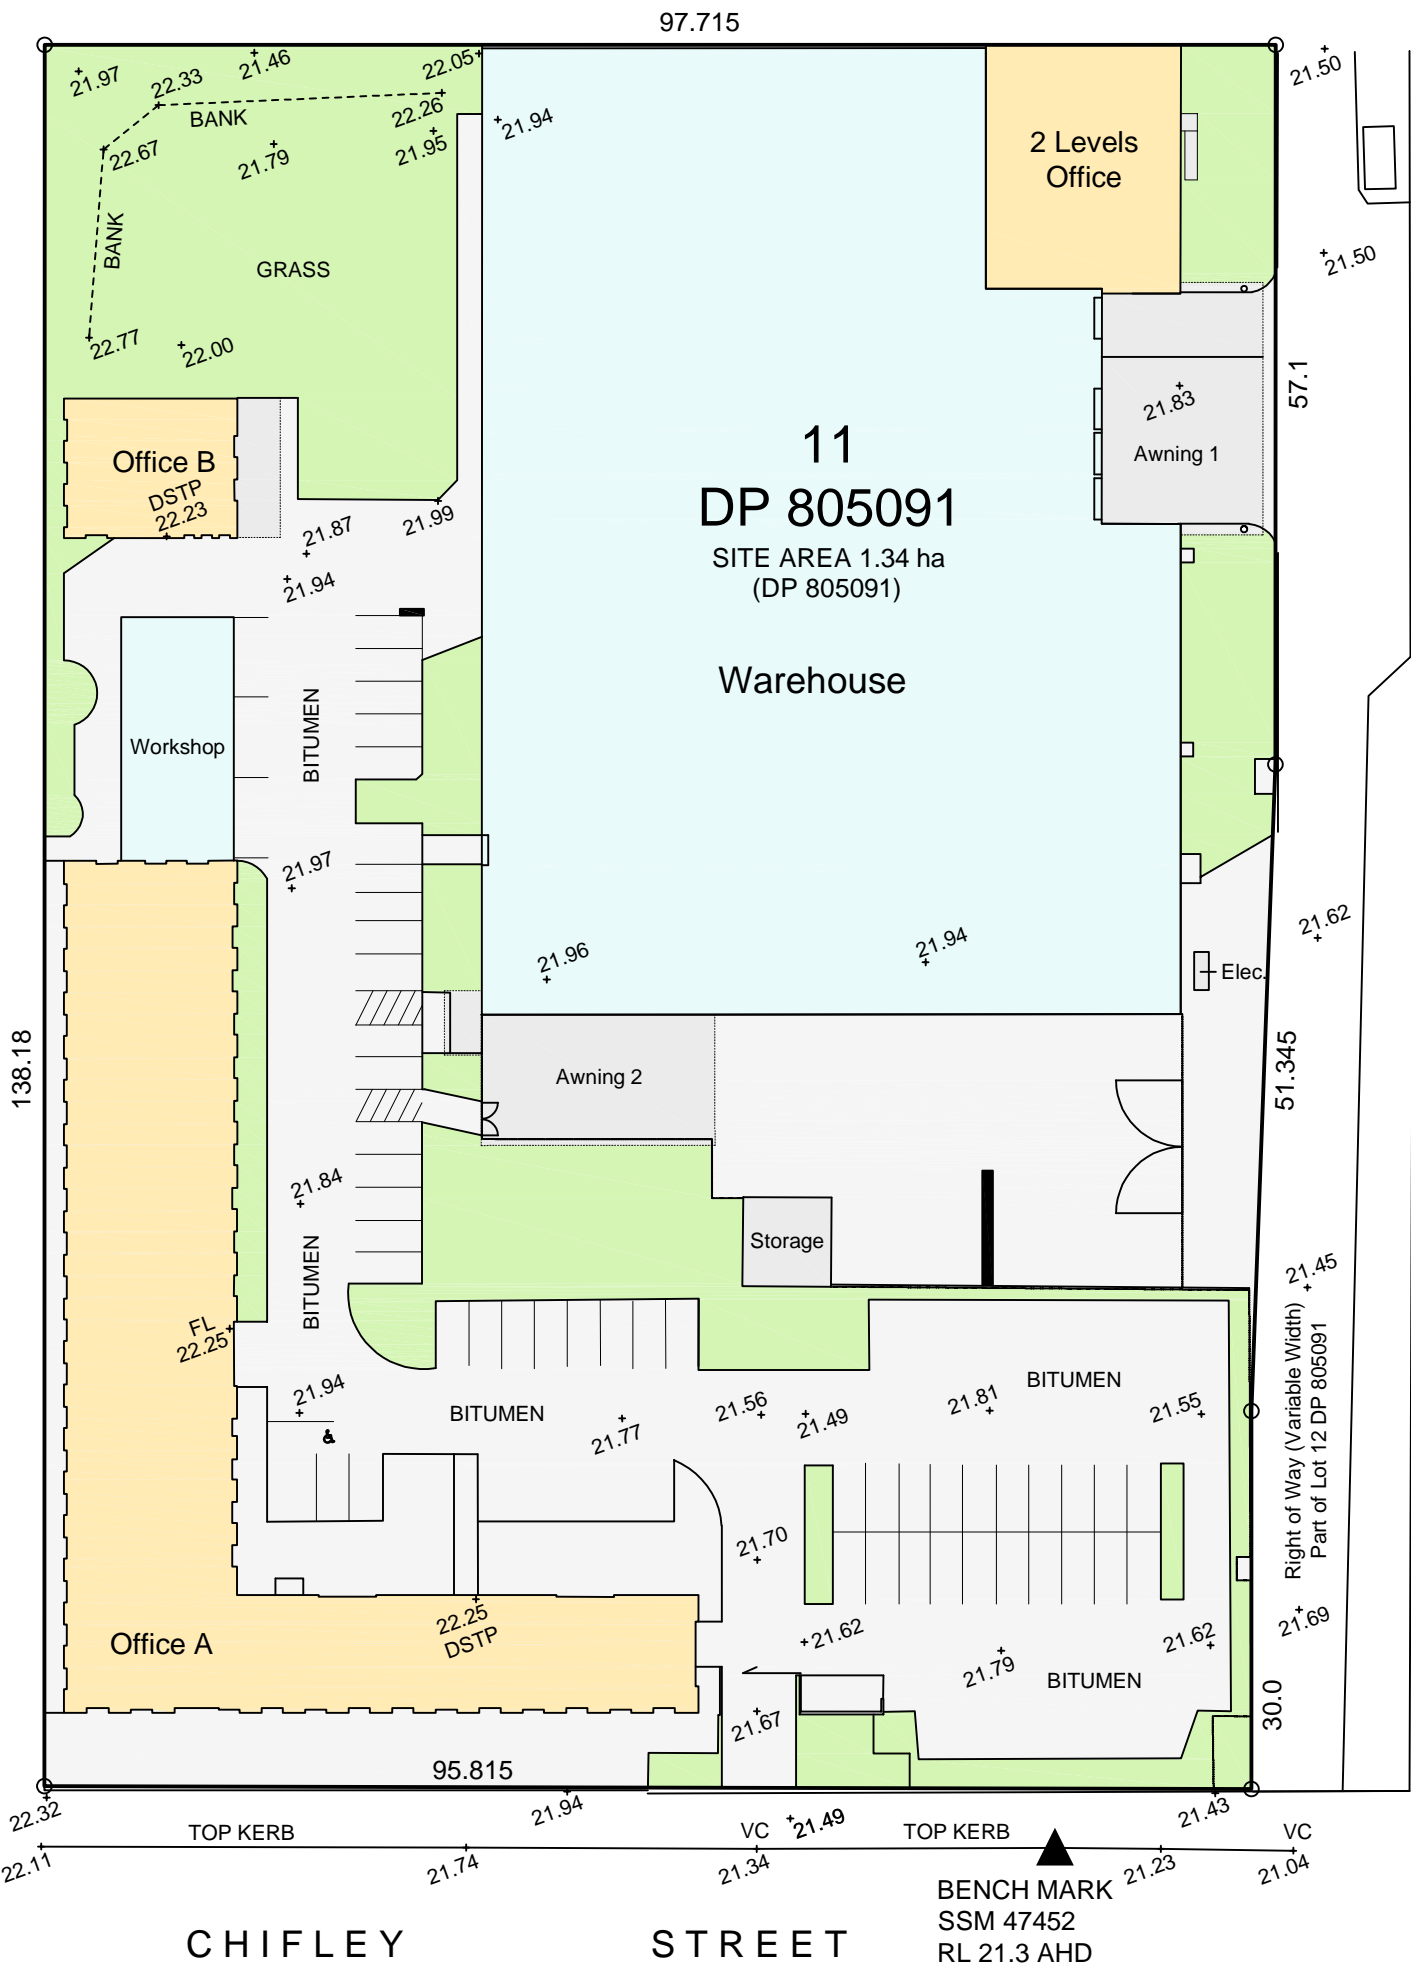 97.715
21.97
22.33
21.46
22.05
21.50
BANK
22.26
21.94
22.67
21.79
21.95
2 Levels
Office
BANK
GRASS
21.50
22.77
22.00
57.1
21.83
Awning 1
11
DP 805091
SITE AREA 1.34 ha
(DP 805091)
Office B
DSTP
22.23
21.87
21.99
21.94
Warehouse
BITUMEN
Workshop
21.97
21.96
21.94
21.62
Elec.
138.18
51.345
Awning 2
21.84
Storage
BITUMEN
21.45
FL
22.25
21.94
BITUMEN
21.77
21.56
21.49
21.81
BITUMEN
21.55
Right of Way (Variable Width)
Part of Lot 12 DP 805091
21.70
22.25
DSTP
Office A
21.62
21.79
21.62
21.69
BITUMEN
21.67
30.0
95.815
22.32
21.94
21.49
21.43
TOP KERB
VC
TOP KERB
VC
22.11
21.74
21.34
21.23
21.04
BENCH MARK
SSM 47452
RL 21.3 AHD
CHIFLEY STREET